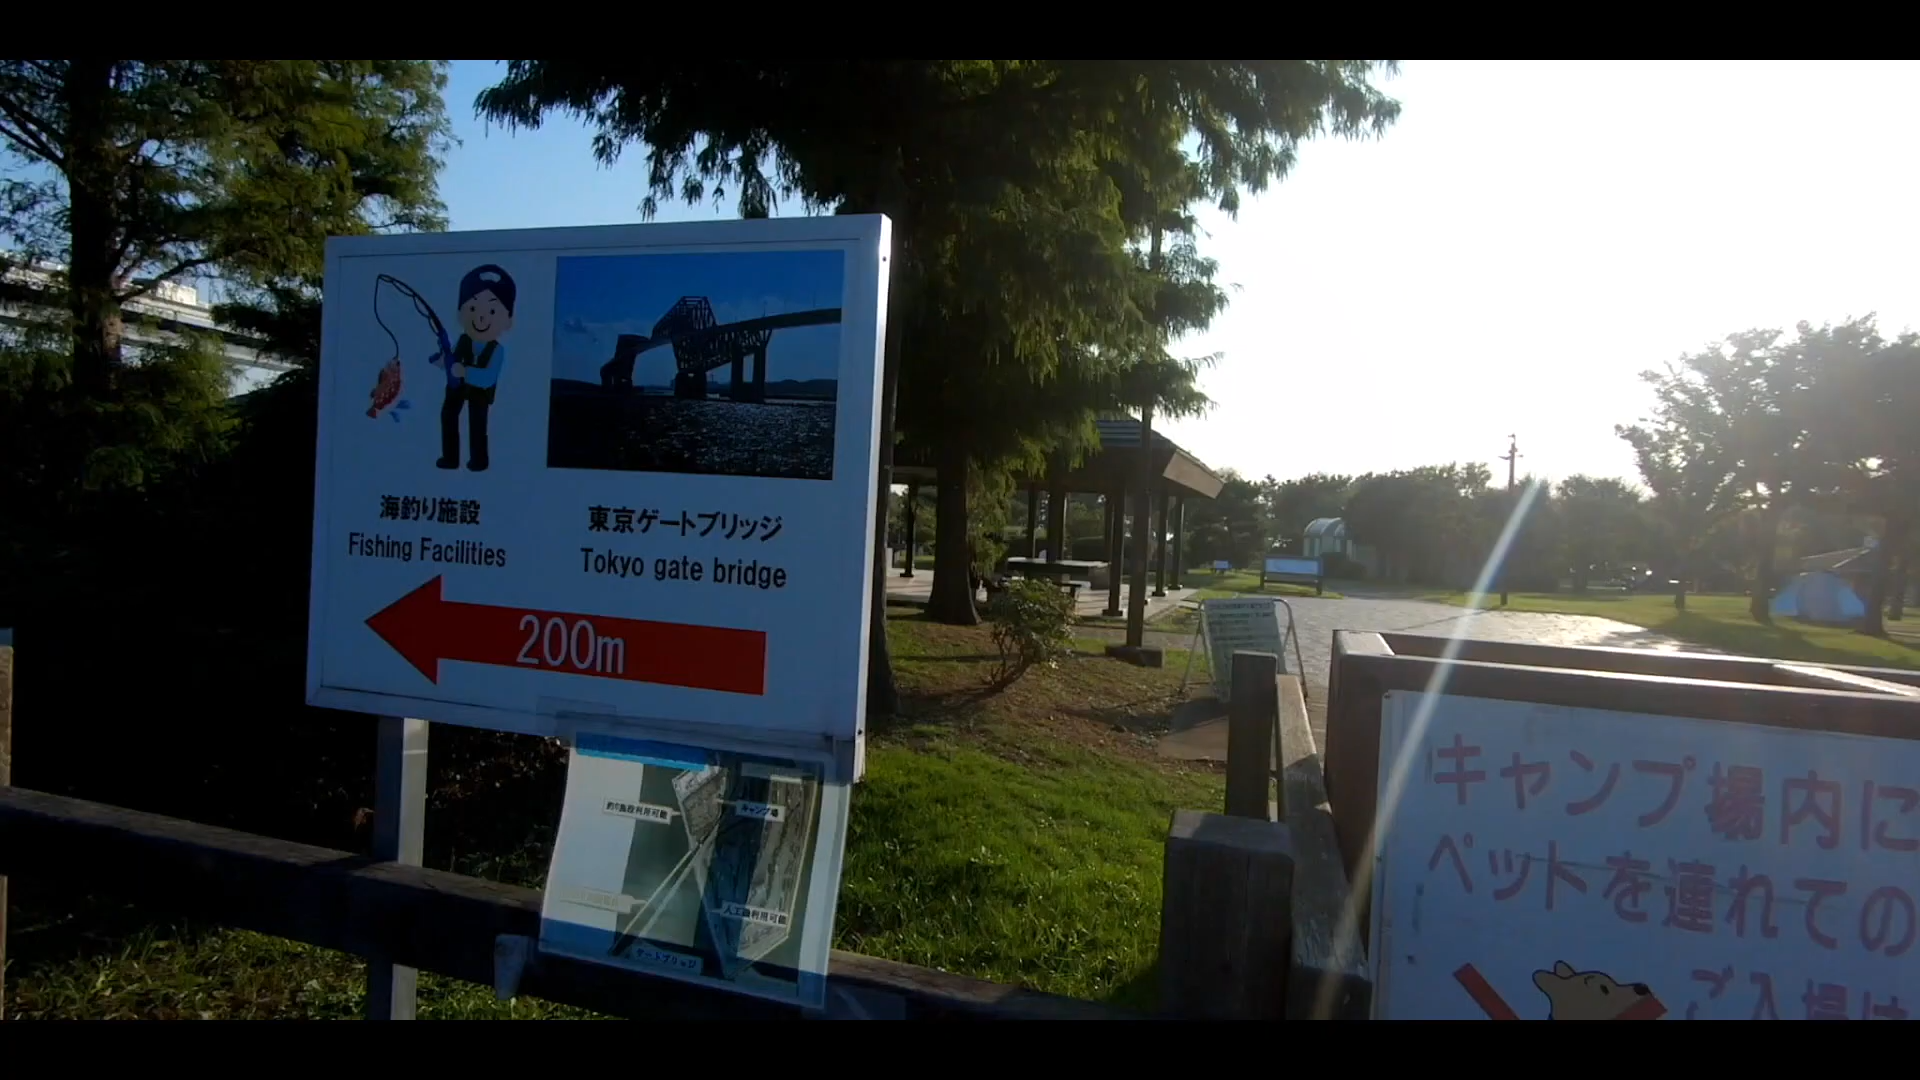 海釣り施設
Fishing Facilities
東京ゲートブリッジ
Tokyo gate bridge
200m
釣り施設利用可能
キャンプ場
人工磯利用可能
ゲートブリッジ
キャンプ場内に
ペットを連れての
ご入場は